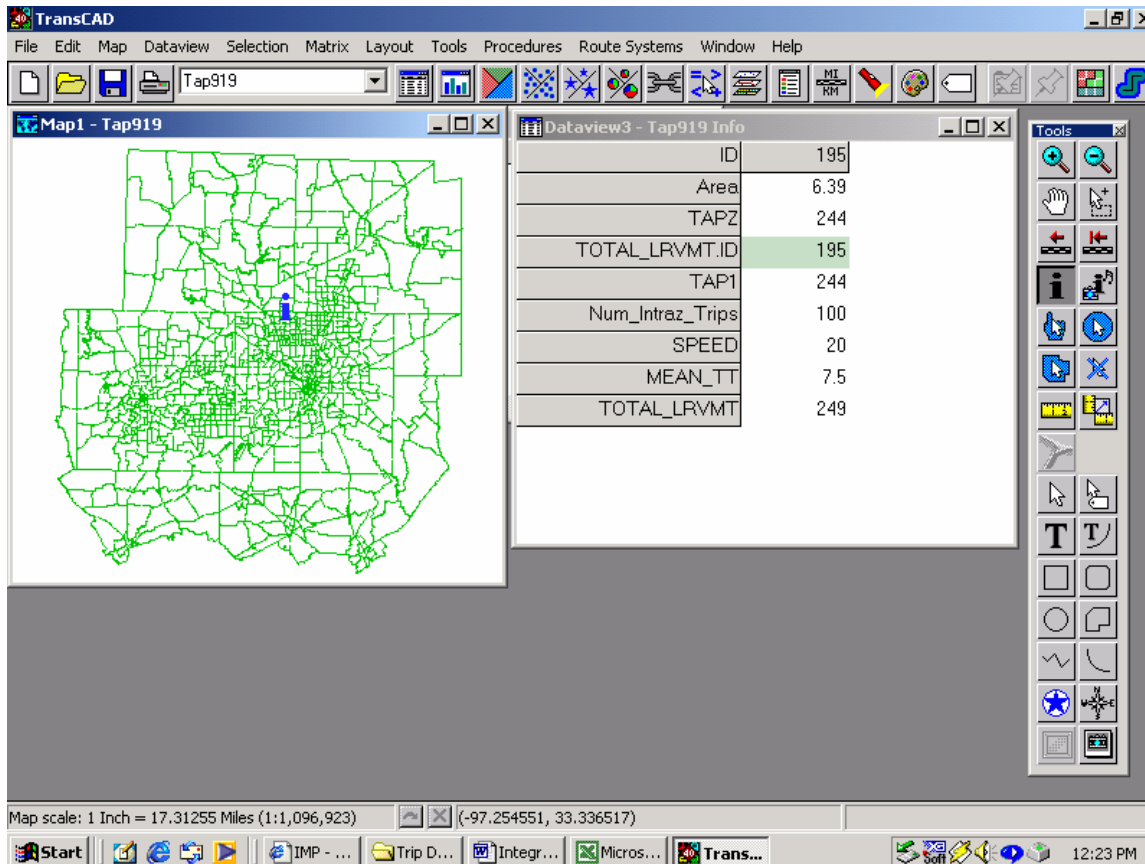 TransCAD
File Edit Map Dataview Selection Matrix Layout Tools Procedures Route Systems Window Help
Tap919
MI
KM
Map1 - Tap919
Dataview3 - Tap919 Info
Tools
ID 195
Area 6.39
TAPZ 244
TOTAL_LRVMT.ID 195
TAP1 244
Num_Intraz_Trips 100
SPEED 20
MEAN_TT 7.5
TOTAL_LRVMT 249
Map scale: 1 Inch = 17.31255 Miles (1:1,096,923) (-97.254551, 33.336517)
Start IMP - ... Trip D... Integr... Micros... Trans... 12:23 PM